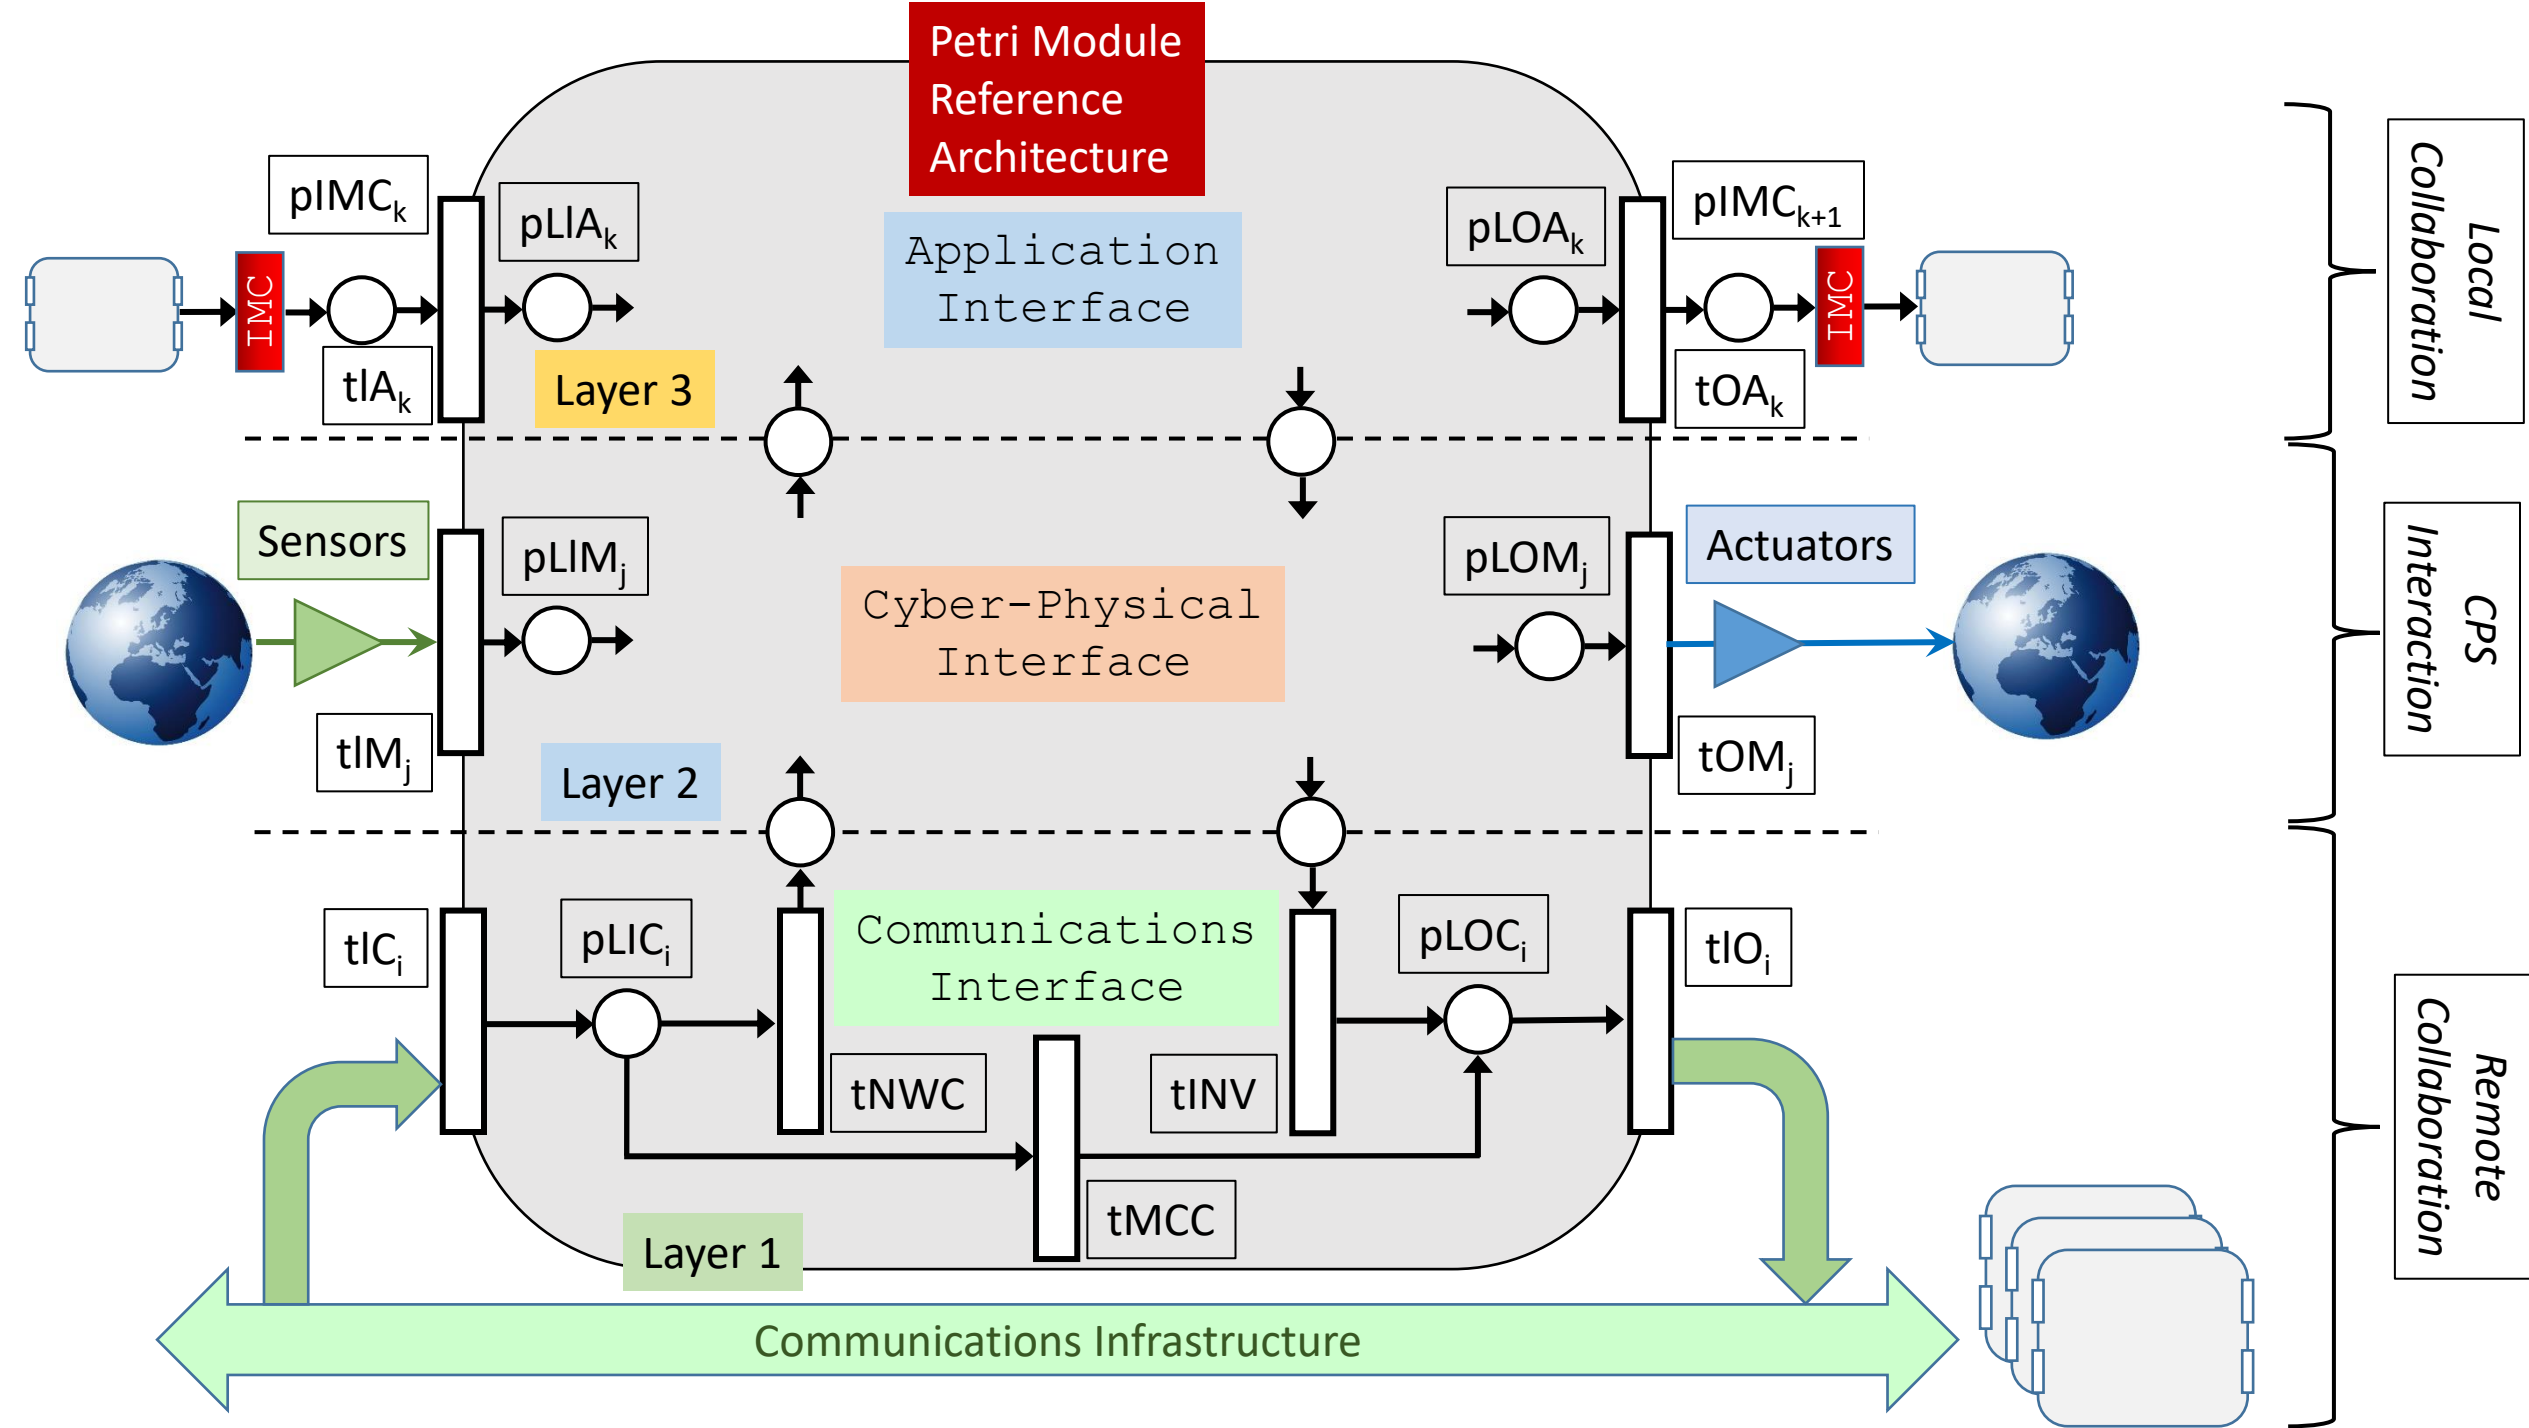 Petri Module
Reference
Architecture
pIMCk
pLIAk
Application
Interface
pLOAk
pIMCk+1
IMC
IMC
tIAk
Layer 3
tOAk
Local
Collaboration
Sensors
pLIMj
Cyber-Physical
Interface
pLOMj
Actuators
tIMj
Layer 2
tOMj
CPS
Interaction
tICi
pLICi
Communications
Interface
pLOCi
tIOi
tNWC
tINV
tMCC
Layer 1
Remote
Collaboration
Communications Infrastructure